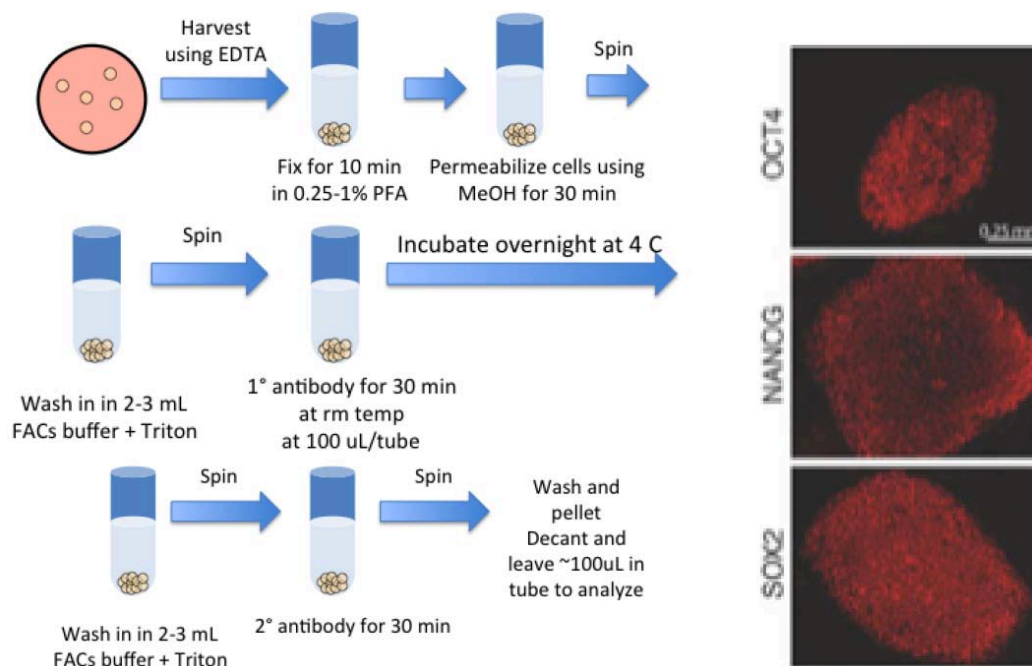 Harvest
using EDTA
Spin
Fix for 10 min
in 0.25-1% PFA
Permeabilize cells using
MeOH for 30 min
Spin
Incubate overnight at 4 C
Wash in in 2-3 mL
FACs buffer + Triton
1° antibody for 30 min
at rm temp
at 100 uL/tube
Spin
Spin
Wash and
pellet
Decant and
leave ~100uL in
tube to analyze
Wash in in 2-3 mL
FACs buffer + Triton
2° antibody for 30 min
OCT4
0.25 mm
NANOG
SOX2